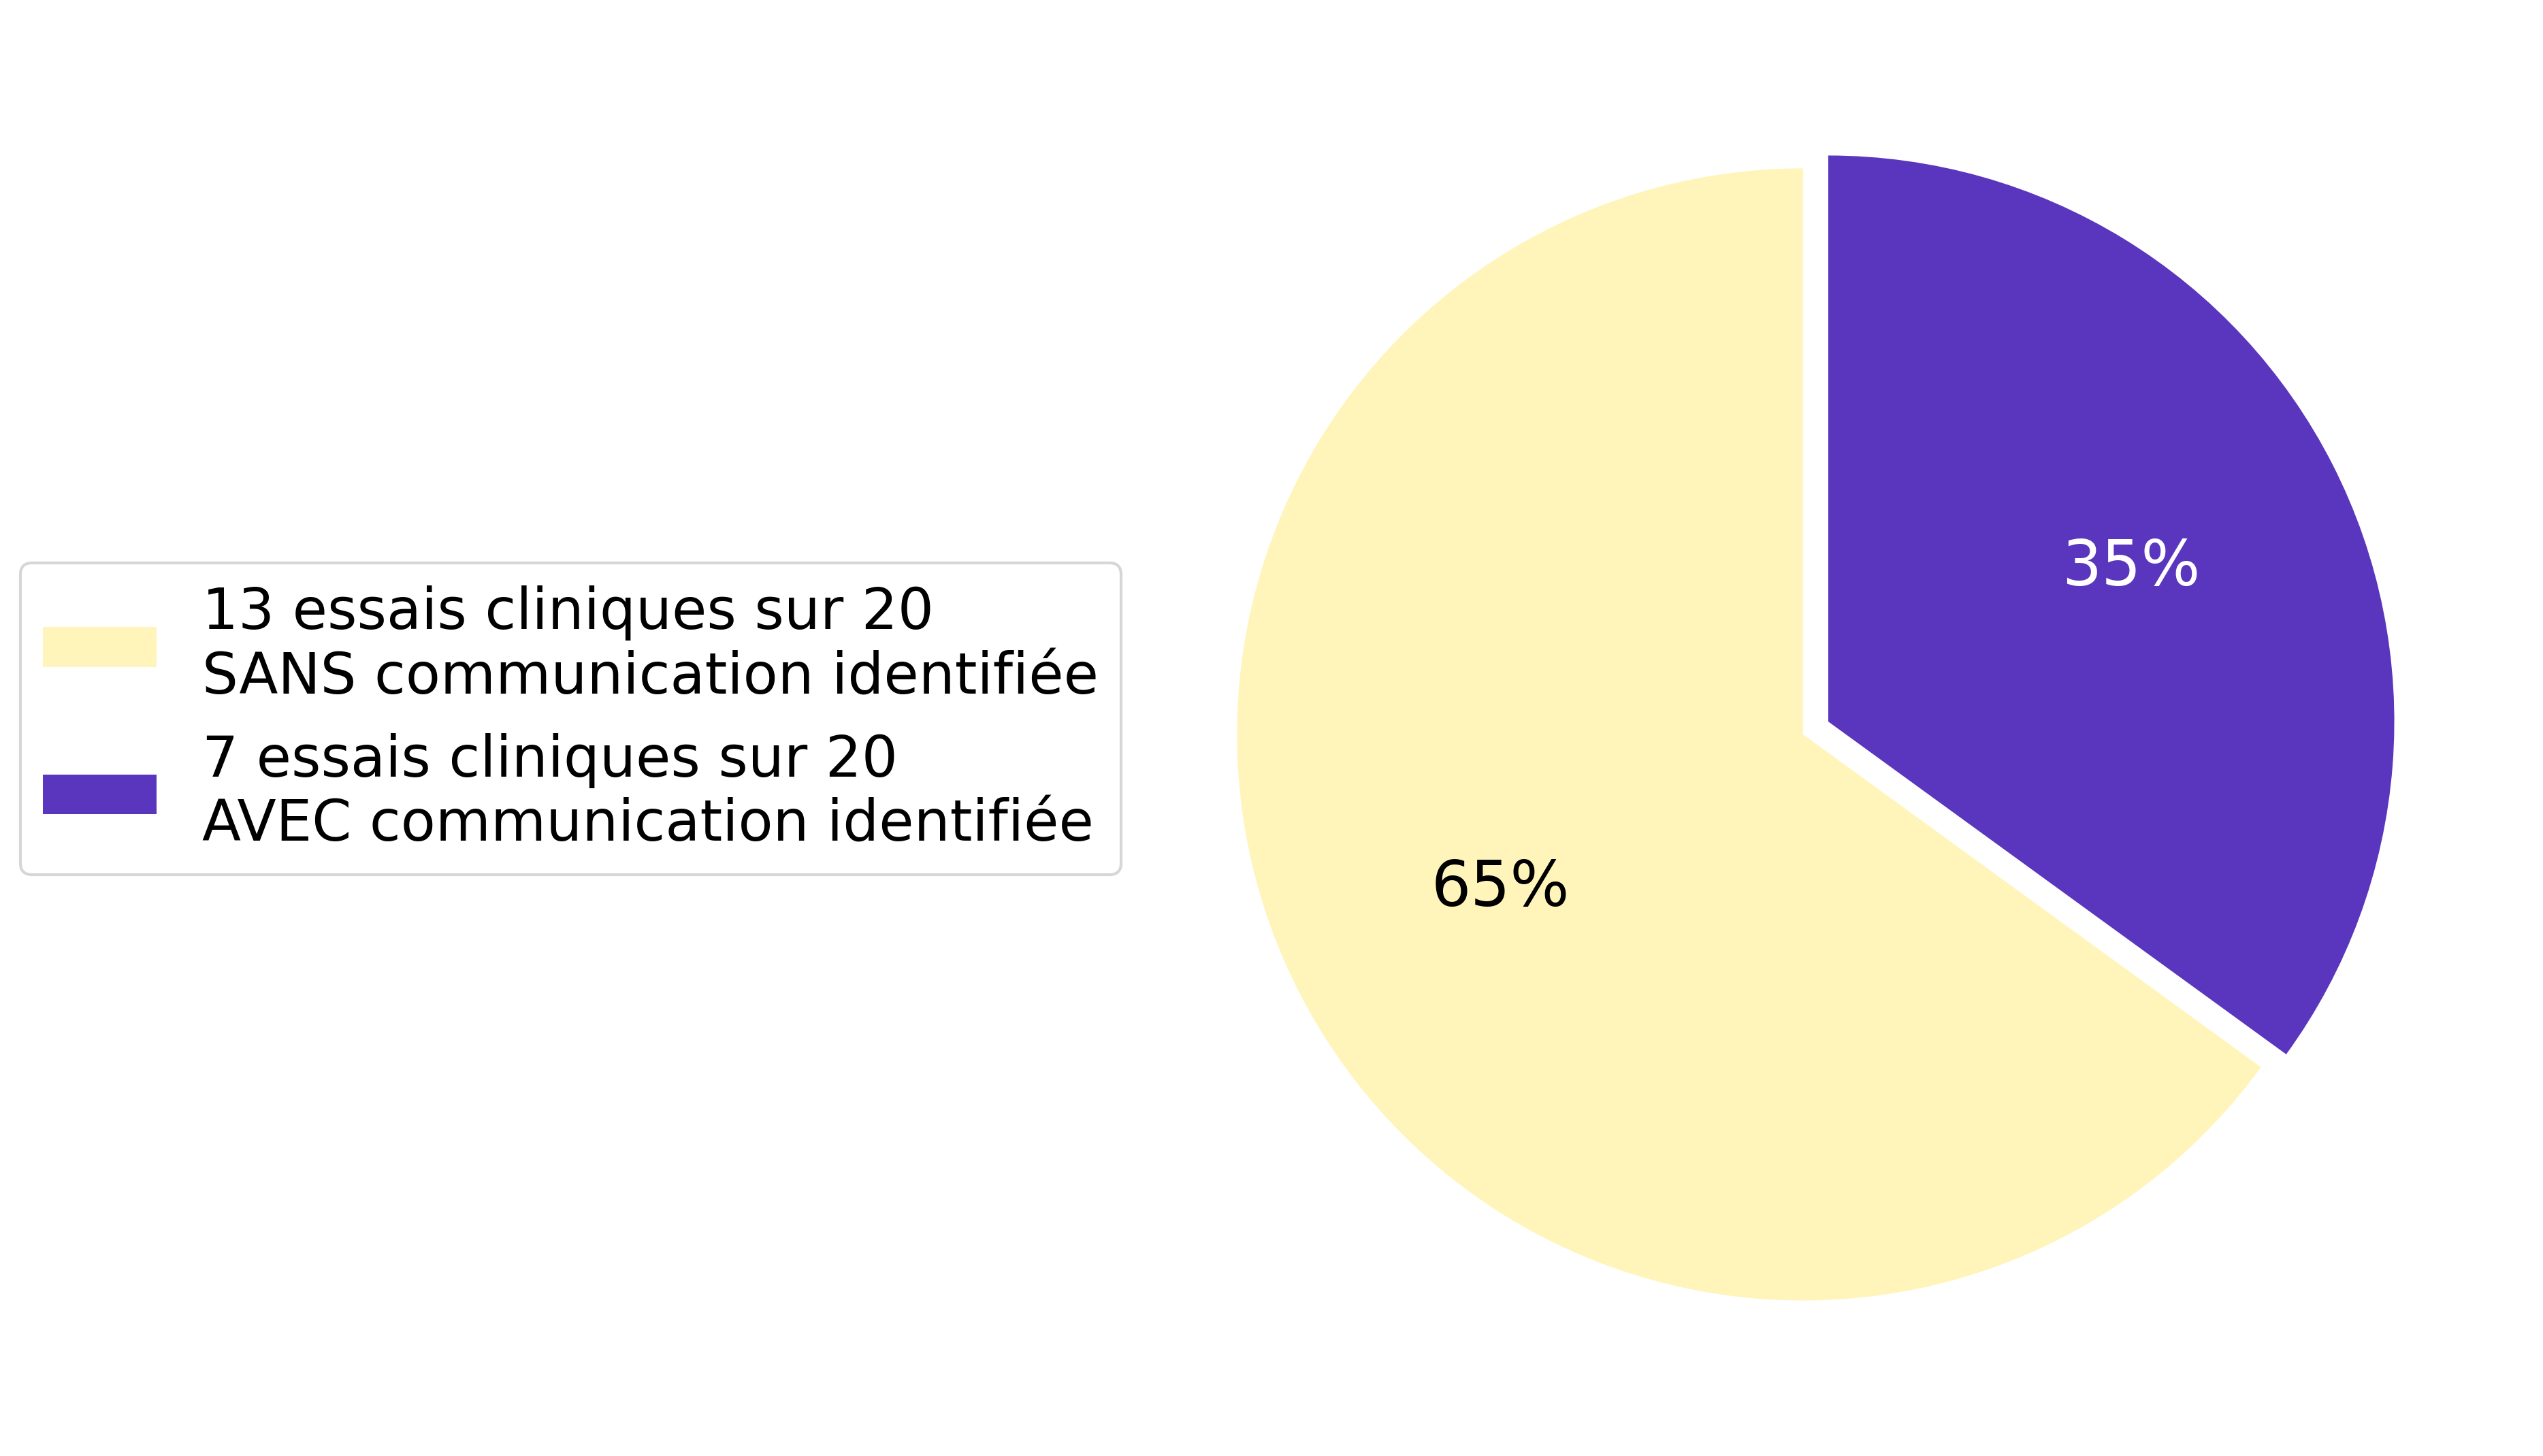 13 essais cliniques sur 20
SANS communication identifiée
7 essais cliniques sur 20
AVEC communication identifiée
35%
65%